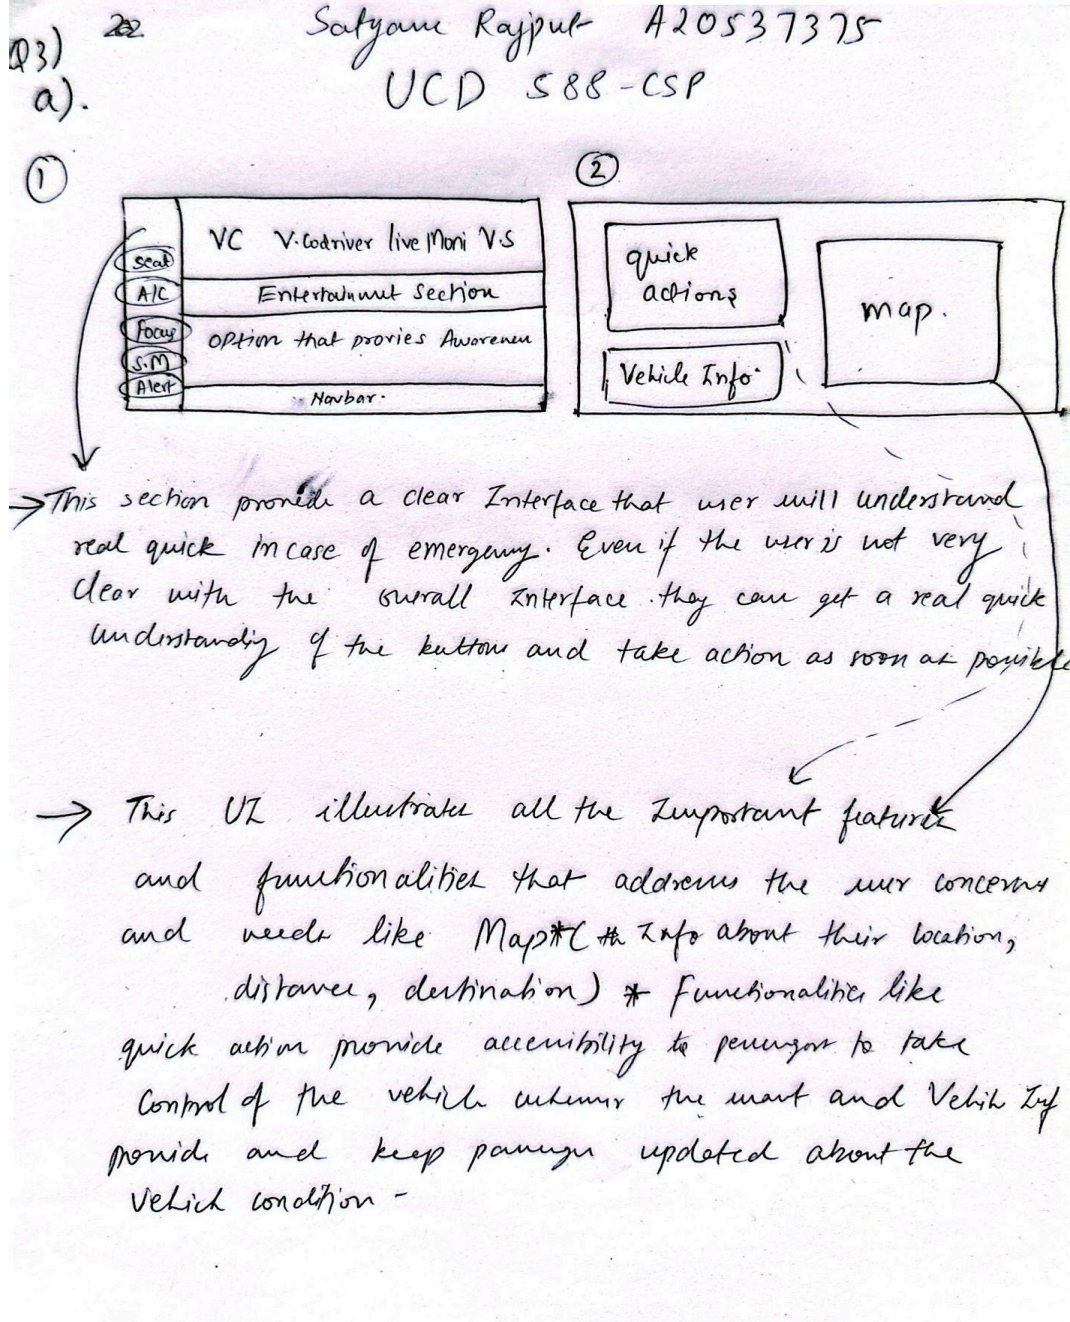 Q3)
Satyam Rajput A20537375
a).
UCD 588-CSP
1
2
VC V.Codriver live Moni V.S
Seat
A/C
Entertainment Section
Focus
option that provies Awareness
S.M
Alert
Navbar.
quick
actions
map.
Vehicle Info.
→ This section provide a clear Interface that user will understand
real quick incase of emergency. Even if the user is not very
clear with the overall Interface. they can get a real quick
understanding of the buttons and take action as soon as possible
→ This UI illustrates all the Important features
and functionalities that address the user concerns
and needs like Map*( Info about their location,
distance, destination) * Functionalities like
quick action provide accessibility to passenger to take
Control of the vehicle whenever the want and Vehicle Inf
provide and keep passenger updated about the
Vehicle condition -